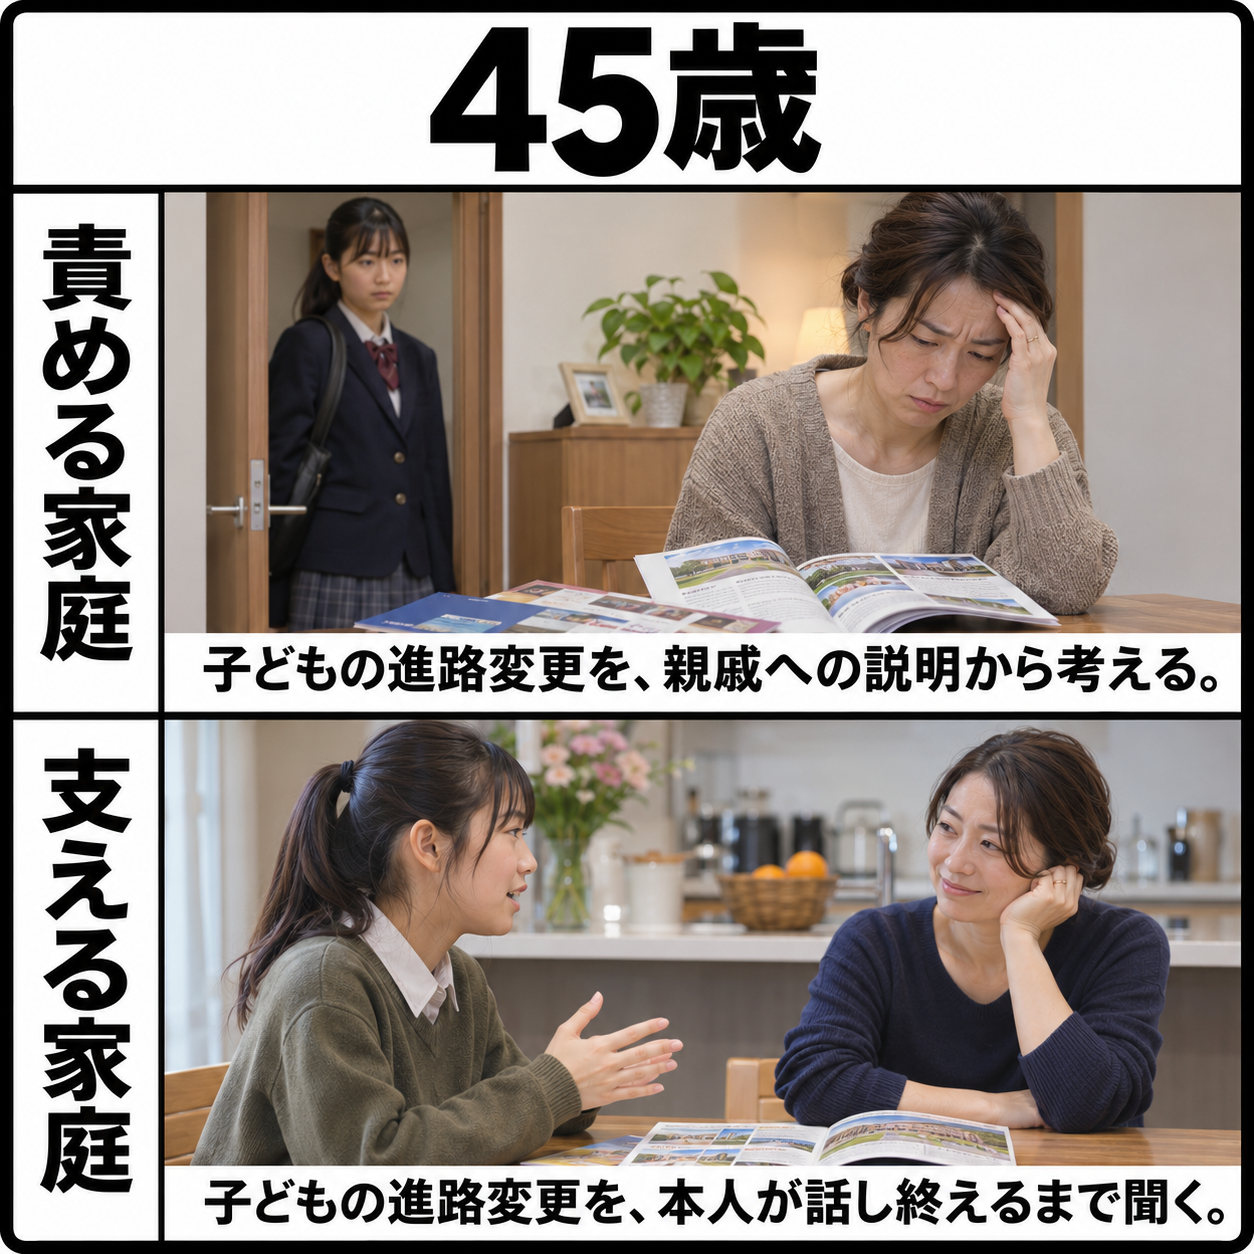 45歳
責める家庭
子どもの進路変更を、親戚への説明から考える。
支える家庭
子どもの進路変更を、本人が話し終えるまで聞く。